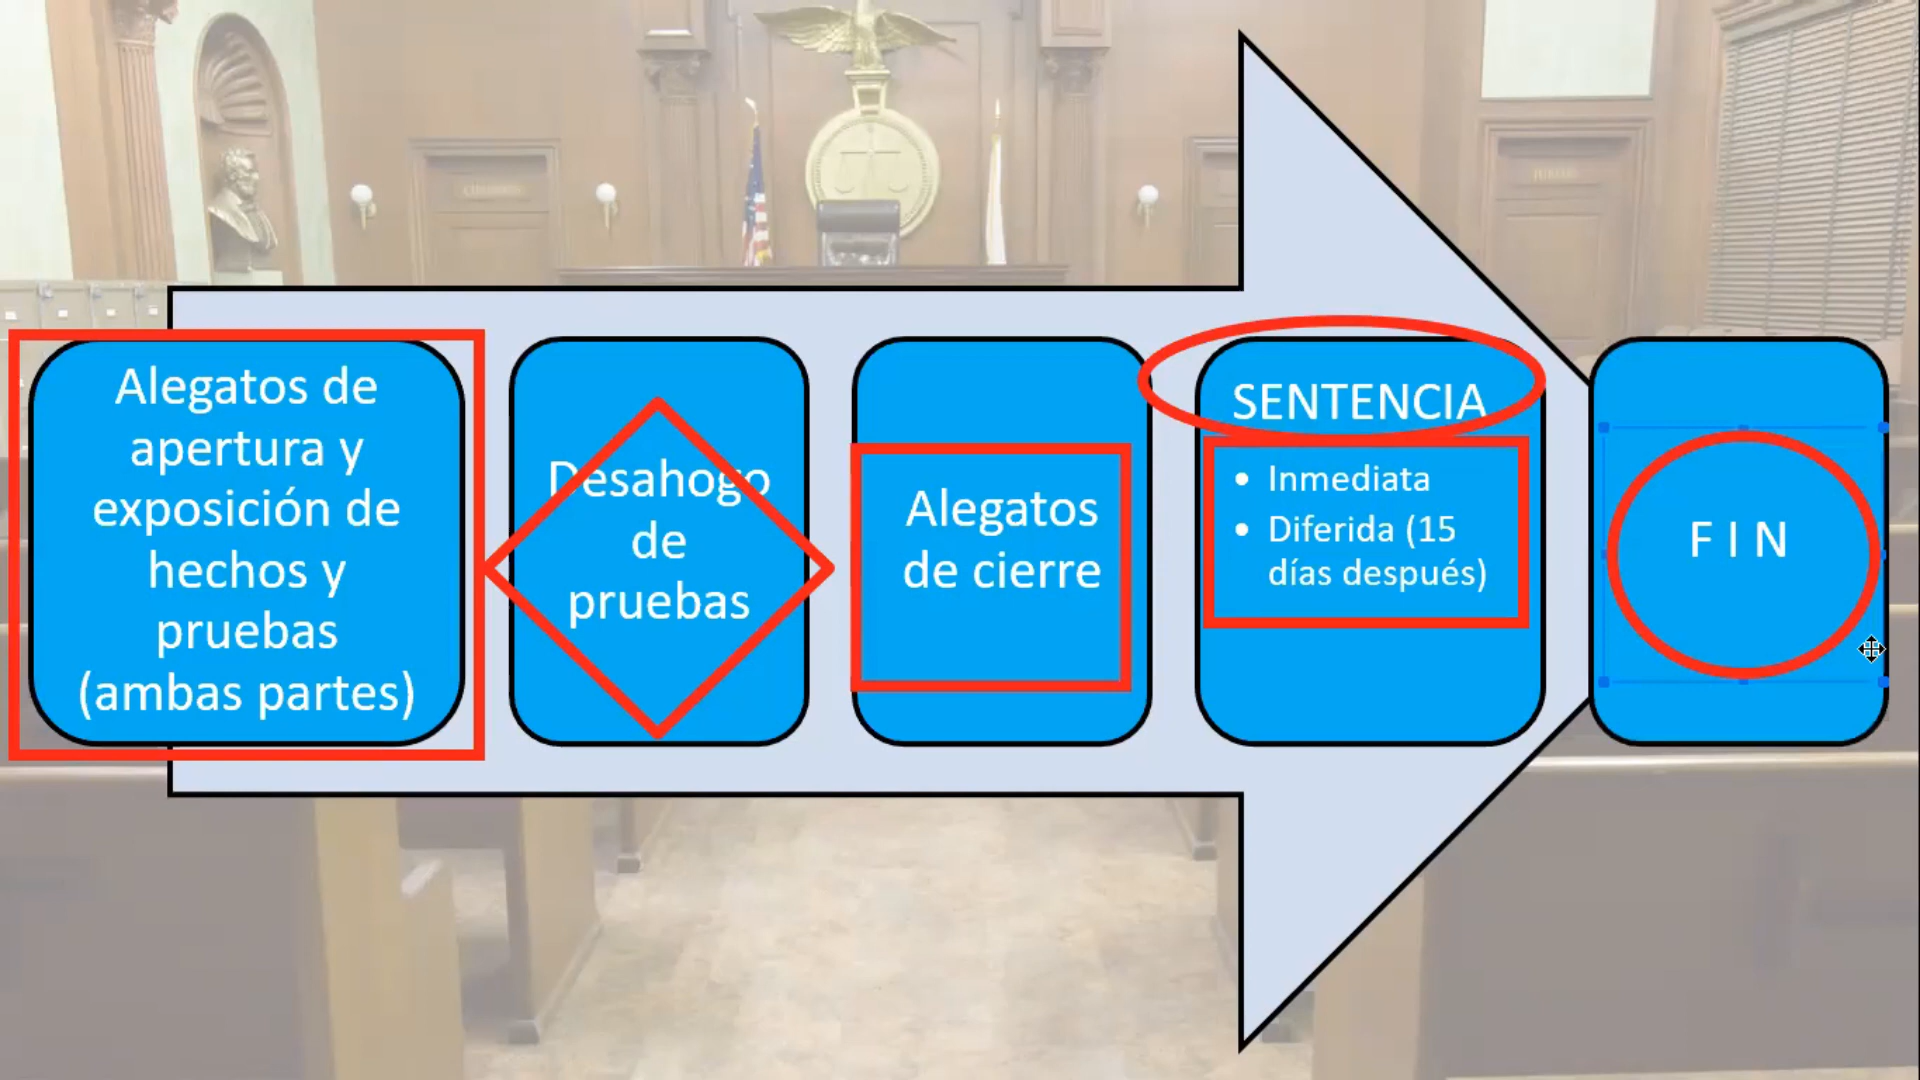 Alegatos de
apertura y
exposición de
hechos y
pruebas
(ambas partes)
Desahogo
de
pruebas
Alegatos
de cierre
SENTENCIA
• Inmediata
• Diferida (15
días después)
F I N